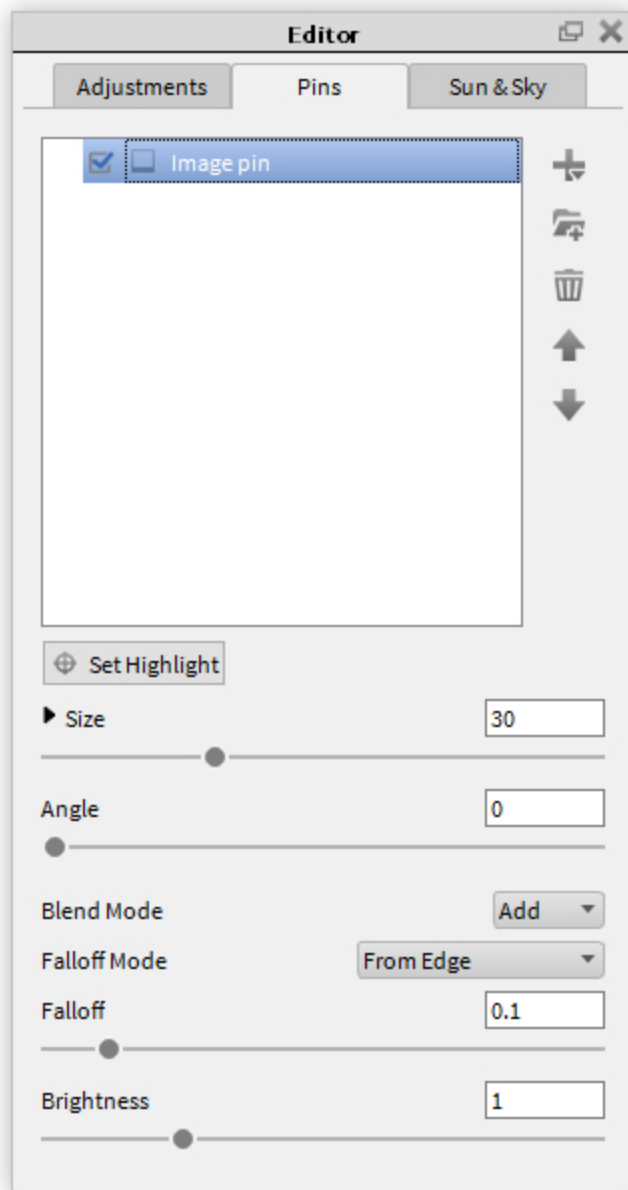 Editor
Adjustments Pins Sun & Sky
Image pin
Set Highlight
Size 30
Angle 0
Blend Mode Add
Falloff Mode From Edge
Falloff 0.1
Brightness 1